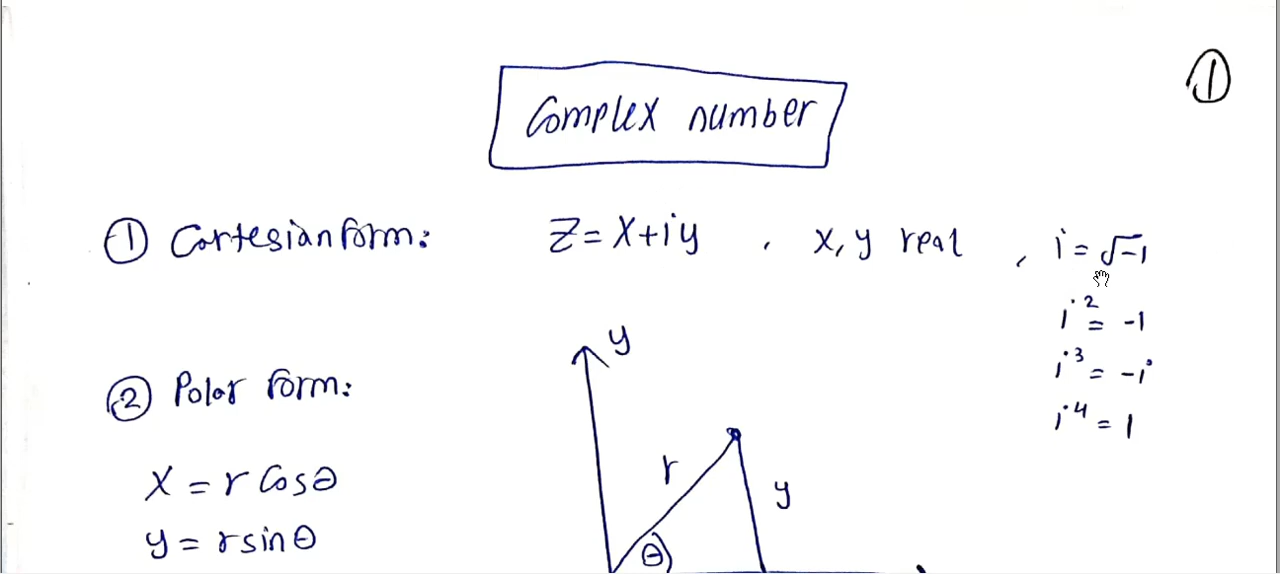 ①
Complex number
① Cartesian form: Z = x + iy , x, y real , i = √-1
i² = -1
i³ = -i
i⁴ = 1
② Polar form:
x = r Cosθ
y = r sinθ
y
r
y
θ